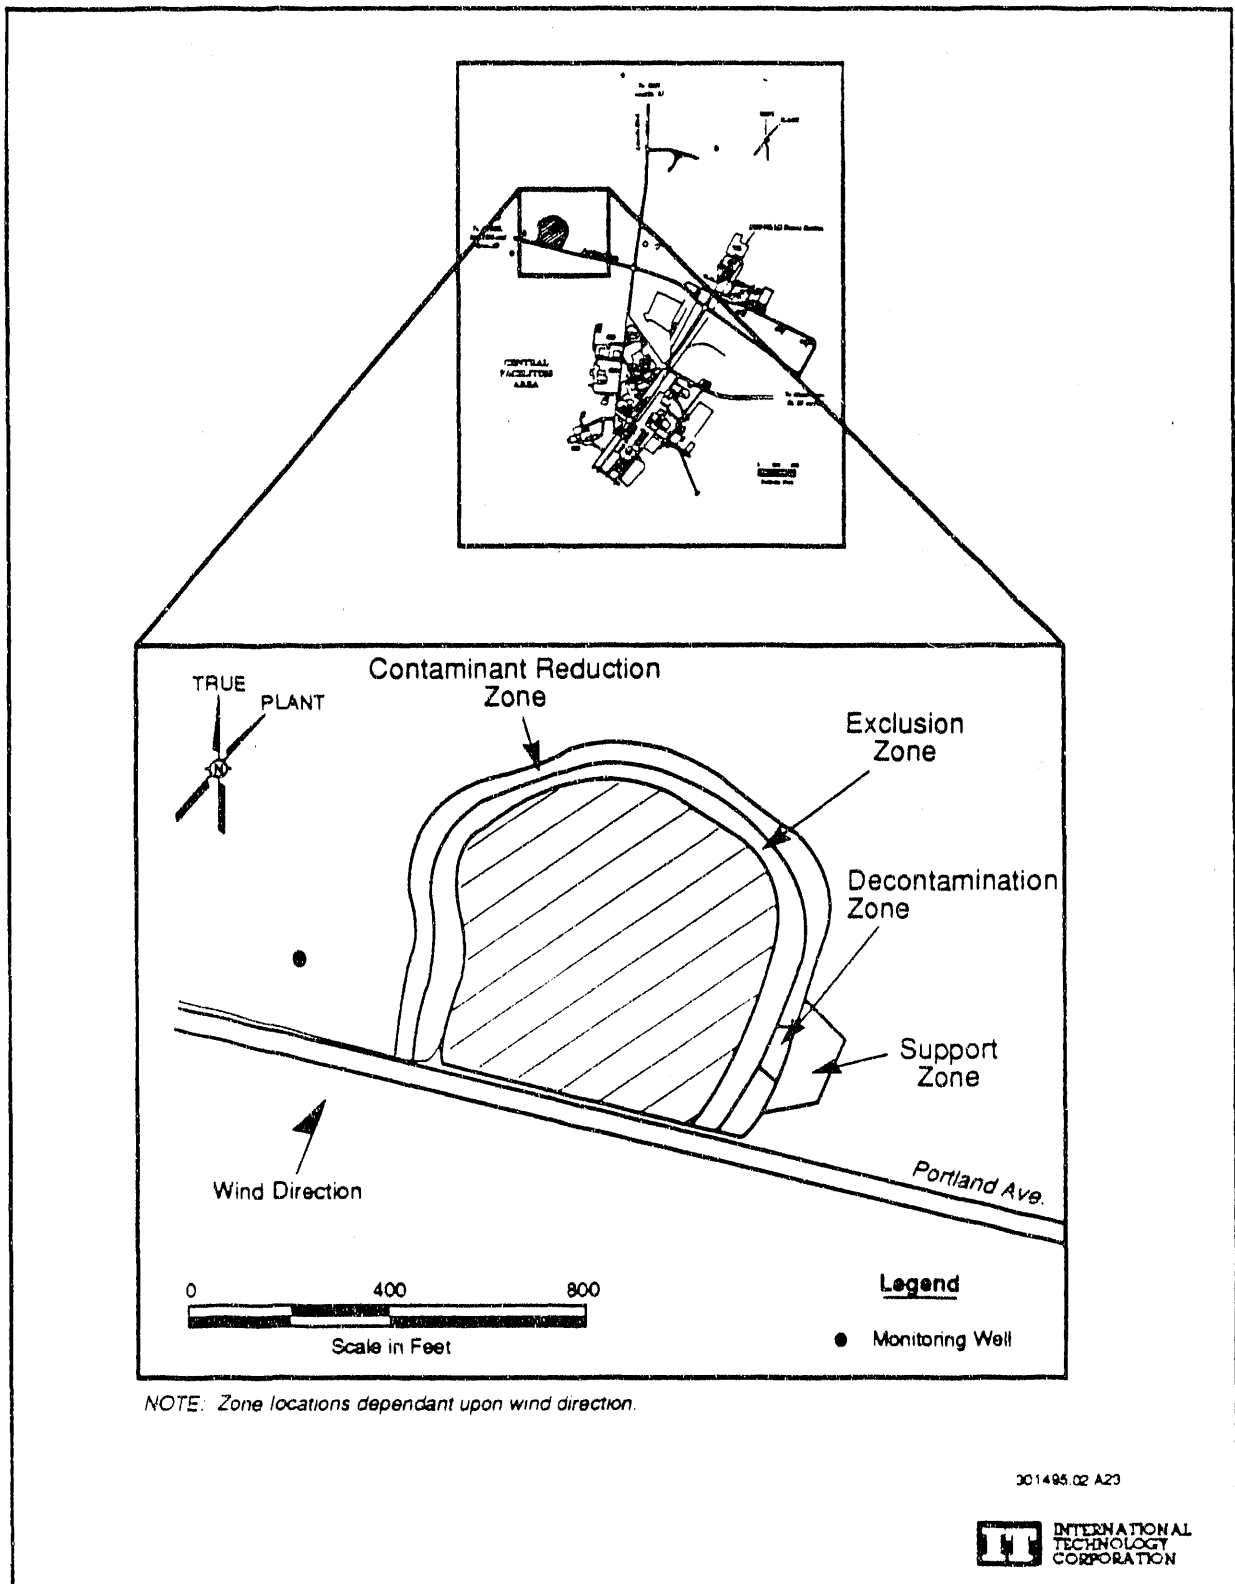 CENTRAL
FACILITIES
AREA
TRUE
PLANT
Contaminant Reduction
Zone
Exclusion
Zone
Decontamination
Zone
Support
Zone
Wind Direction
Portland Ave.
0 400 800
Scale in Feet
Legend
Monitoring Well
NOTE: Zone locations dependant upon wind direction.
301495.02 A23
IT
INTERNATIONAL
TECHNOLOGY
CORPORATION